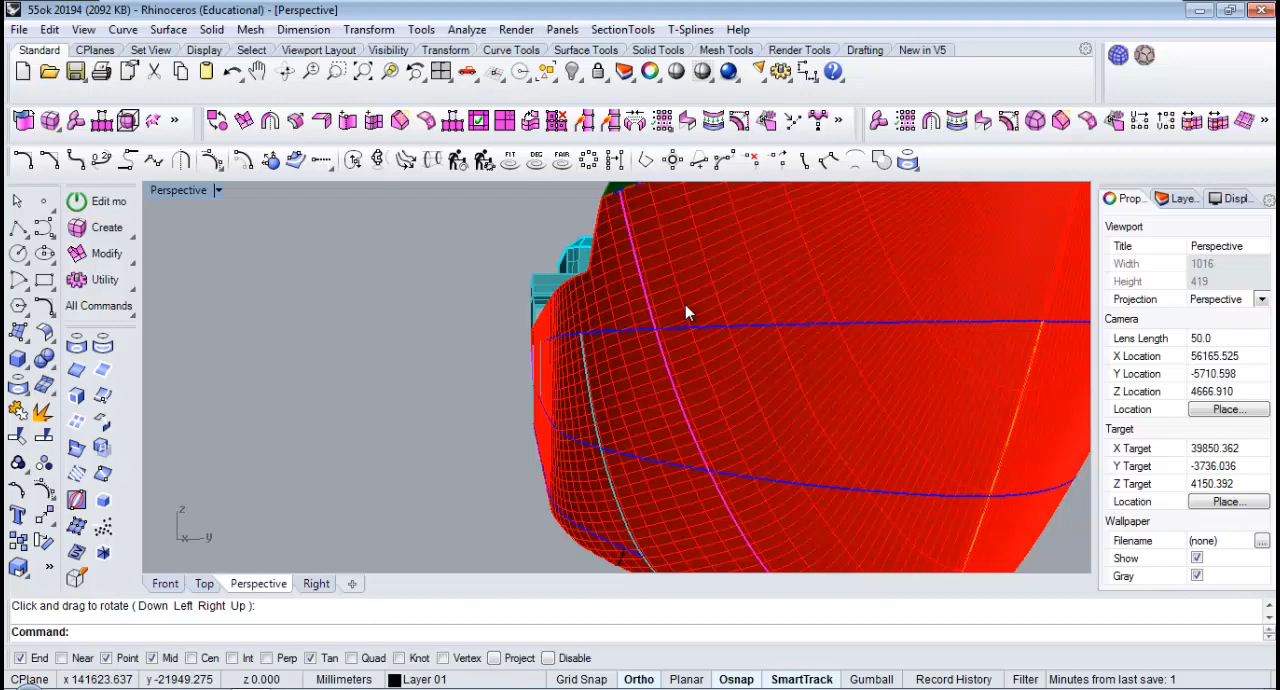 55ok 20194 (2092 KB) - Rhinoceros (Educational) - [Perspective]
File Edit View Curve Surface Solid Mesh Dimension Transform Tools Analyze Render Panels SectionTools T-Splines Help
Standard CPlanes Set View Display Select Viewport Layout Visibility Transform Curve Tools Surface Tools Solid Tools Mesh Tools Render Tools Drafting New in V5
FIT DEG FAIR
Perspective
Edit mo
Create
Modify
Utility
All Commands
z
x y
Prop... Laye... Displ...
Viewport
Title Perspective
Width 1016
Height 419
Projection Perspective
Camera
Lens Length 50.0
X Location 56165.525
Y Location -5710.598
Z Location 4666.910
Location Place...
Target
X Target 39850.362
Y Target -3736.036
Z Target 4150.392
Location Place...
Wallpaper
Filename (none) ...
Show
Gray
Front Top Perspective Right
Click and drag to rotate ( Down Left Right Up ):
Command:
End Near Point Mid Cen Int Perp Tan Quad Knot Vertex Project Disable
CPlane x 141623.637 y -21949.275 z 0.000 Millimeters Layer 01 Grid Snap Ortho Planar Osnap SmartTrack Gumball Record History Filter Minutes from last save: 1